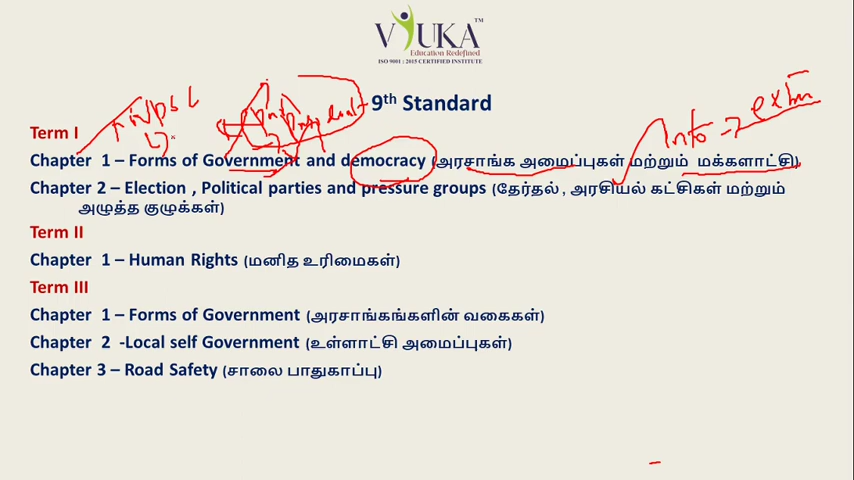 VIUKA™
Education Redefined
ISO 9001 : 2015 CERTIFIED INSTITUTE
9th Standard
Term I
Chapter 1 – Forms of Government and democracy (அரசாங்க அமைப்புகள் மற்றும் மக்களாட்சி)
Chapter 2 – Election , Political parties and pressure groups (தேர்தல் , அரசியல் கட்சிகள் மற்றும்
அழுத்த குழுக்கள்)
Term II
Chapter 1 – Human Rights (மனித உரிமைகள்)
Term III
Chapter 1 – Forms of Government (அரசாங்கங்களின் வகைகள்)
Chapter 2 -Local self Government (உள்ளாட்சி அமைப்புகள்)
Chapter 3 – Road Safety (சாலை பாதுகாப்பு)